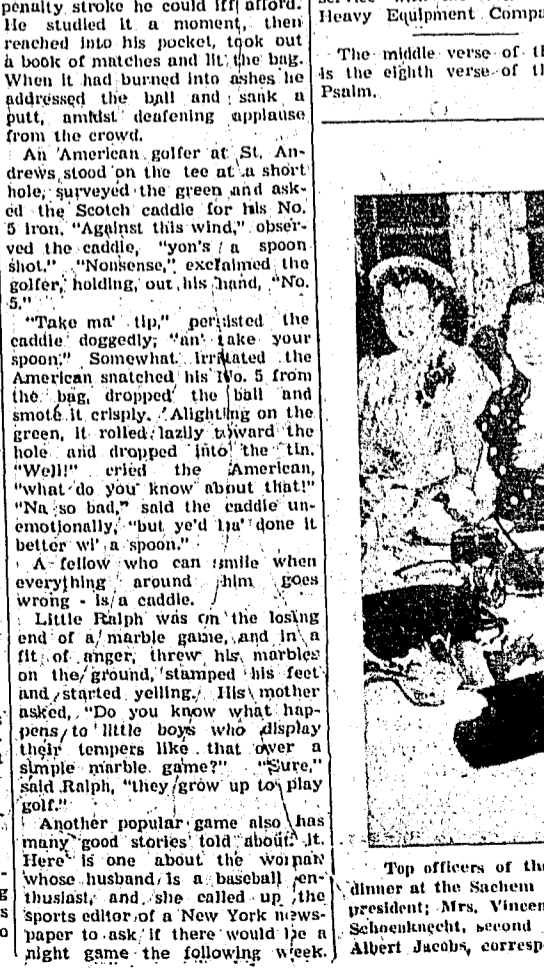 penalty stroke he could iff afford.
He studied it a moment, then
reached into his pocket, took out
a book of matches and lit the bag.
When it had burned into ashes he
addressed the ball and sank a
putt, amidst deafening applause
from the crowd.
An American golfer at St. An-
drews stood on the tee at a short
hole, surveyed the green and ask-
ed the Scotch caddie for his No.
5 iron. "Against this wind," obser-
ved the caddie, "yon's a spoon
shot." "Nonsense," exclaimed the
golfer, holding out his hand, "No.
5."
"Take ma' tip," persisted the
caddie doggedly; "an' take your
spoon." Somewhat irritated the
American snatched his No. 5 from
the bag, dropped the ball and
smote it crisply. Alighting on the
green, it rolled lazily toward the
hole and dropped into the tin.
"Well!" cried the American,
"what do you know about that!"
"Na so bad," said the caddie un-
emotionally, "but ye'd ha' done it
better wi' a spoon."
A fellow who can smile when
everything around him goes
wrong - is a caddie.
Little Ralph was on the losing
end of a marble game, and in a
fit of anger, threw his marbles
on the ground, stamped his feet
and started yelling. His mother
asked, "Do you know what hap-
pens to little boys who display
their tempers like that over a
simple marble game?" "Sure,"
said Ralph, "they grow up to play
golf."
Another popular game also has
many good stories told about it.
Here is one about the woman
whose husband is a baseball en-
thusiast, and she called up the
sports editor of a New York news-
paper to ask if there would be a
night game the following week.
Heavy Equipment Compa
The middle verse of th
is the eighth verse of th
Psalm.
Top officers of the
dinner at the Sachem
president; Mrs. Vincen
Schoenknecht, second
Albert Jacobs, corresp